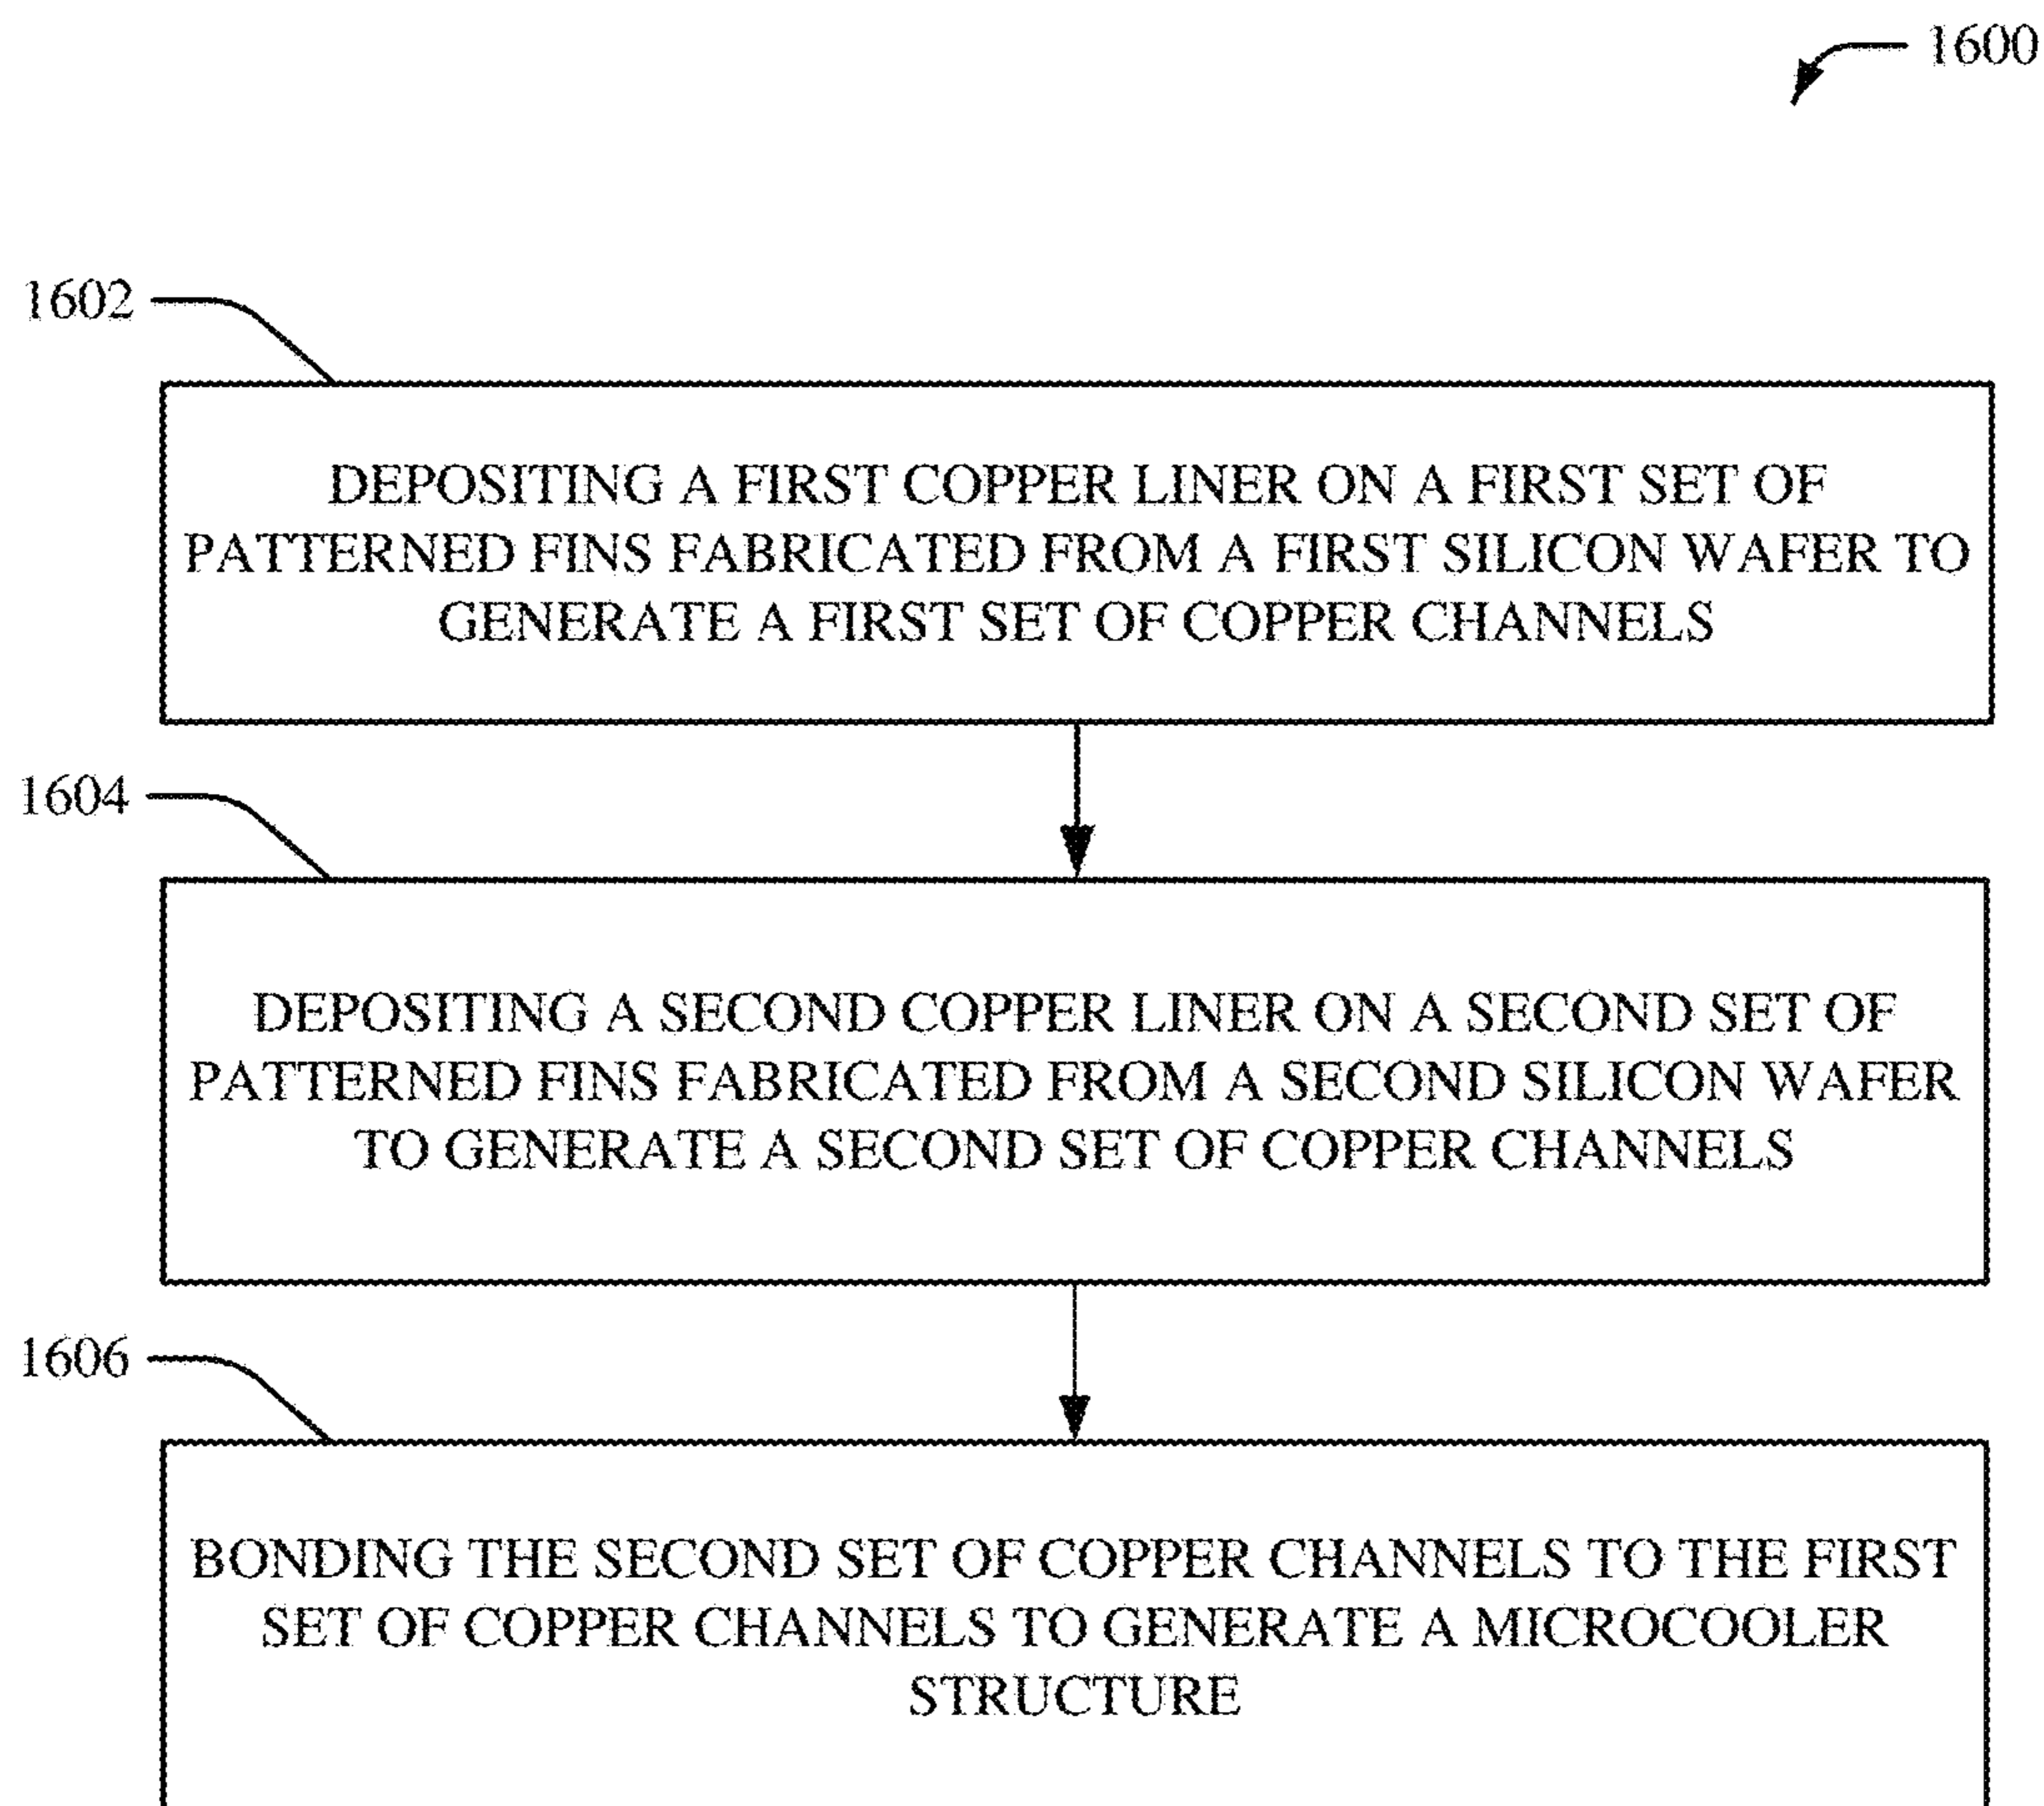 1600
1602
DEPOSITING A FIRST COPPER LINER ON A FIRST SET OF
PATTERNED FINS FABRICATED FROM A FIRST SILICON WAFER TO
GENERATE A FIRST SET OF COPPER CHANNELS
1604
DEPOSITING A SECOND COPPER LINER ON A SECOND SET OF
PATTERNED FINS FABRICATED FROM A SECOND SILICON WAFER
TO GENERATE A SECOND SET OF COPPER CHANNELS
1606
BONDING THE SECOND SET OF COPPER CHANNELS TO THE FIRST
SET OF COPPER CHANNELS TO GENERATE A MICROCOOLER
STRUCTURE